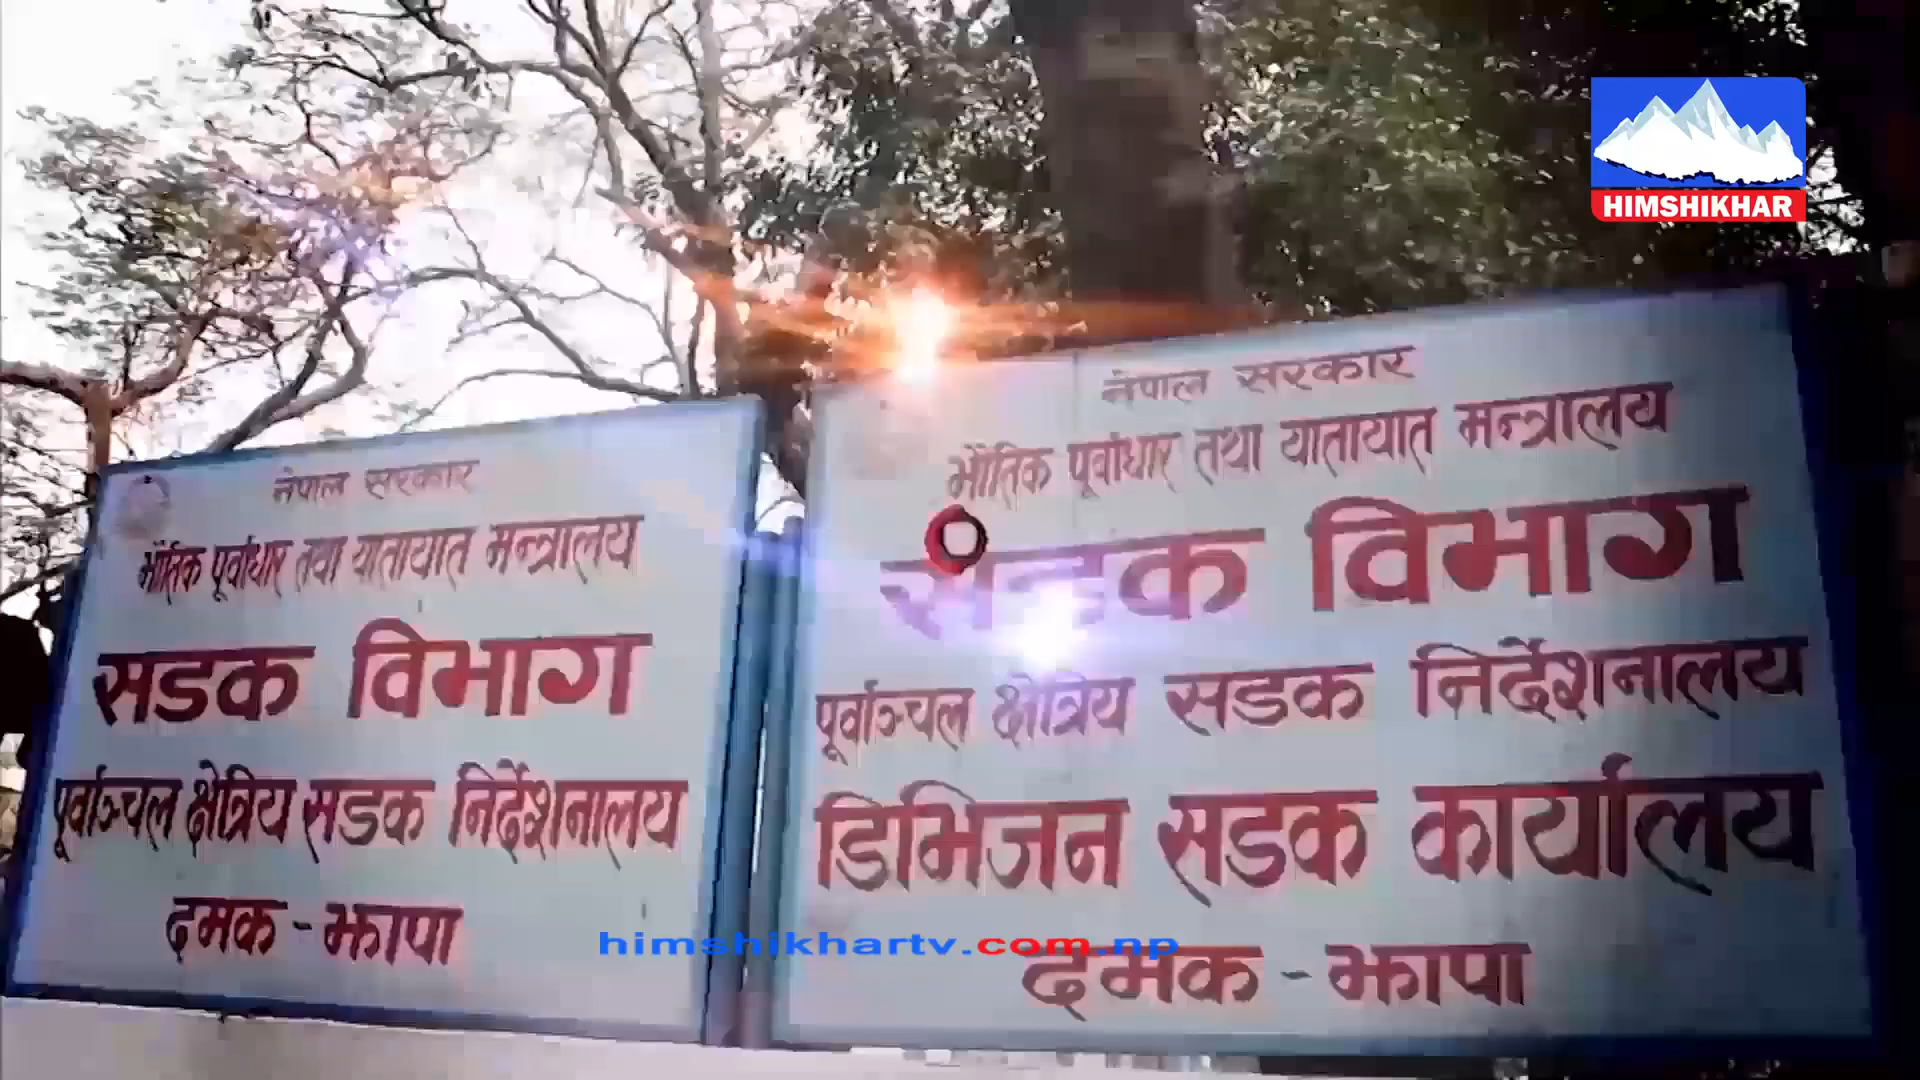 HIMSHIKHAR
नेपाल सरकार
भौतिक पूर्वाधार तथा यातायात मन्त्रालय
सडक विभाग
पूर्वाञ्चल क्षेत्रिय सडक निर्देशनालय
दमक - झापा
नेपाल सरकार
भौतिक पूर्वाधार तथा यातायात मन्त्रालय
सडक विभाग
पूर्वाञ्चल क्षेत्रिय सडक निर्देशनालय
डिभिजन सडक कार्यालय
दमक - झापा
himshikhartv.com.np